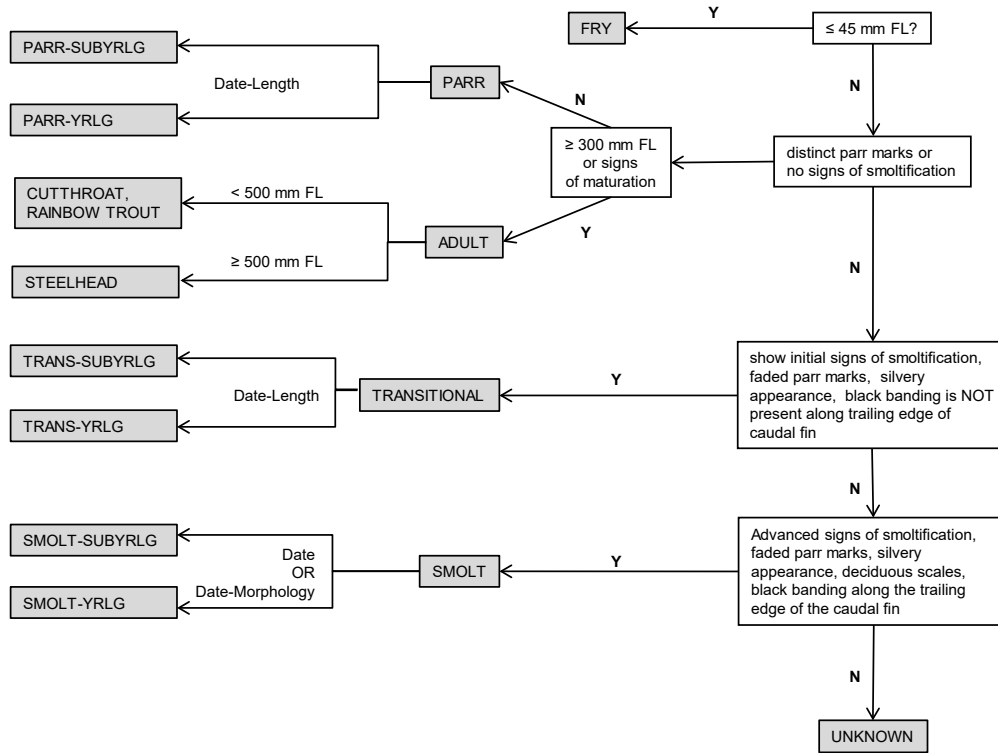 Y
FRY
≤ 45 mm FL?
N
PARR-SUBYRLG
Date-Length
PARR-YRLG
PARR
N
≥ 300 mm FL
or signs
of maturation
distinct parr marks or
no signs of smoltification
CUTTHROAT,
RAINBOW TROUT
< 500 mm FL
ADULT
Y
STEELHEAD
≥ 500 mm FL
N
TRANS-SUBYRLG
Date-Length
TRANS-YRLG
TRANSITIONAL
Y
show initial signs of smoltification,
faded parr marks, silvery
appearance, black banding is NOT
present along trailing edge of
caudal fin
N
SMOLT-SUBYRLG
Date
OR
Date-Morphology
SMOLT-YRLG
SMOLT
Y
Advanced signs of smoltification,
faded parr marks, silvery
appearance, deciduous scales,
black banding along the trailing
edge of the caudal fin
N
UNKNOWN